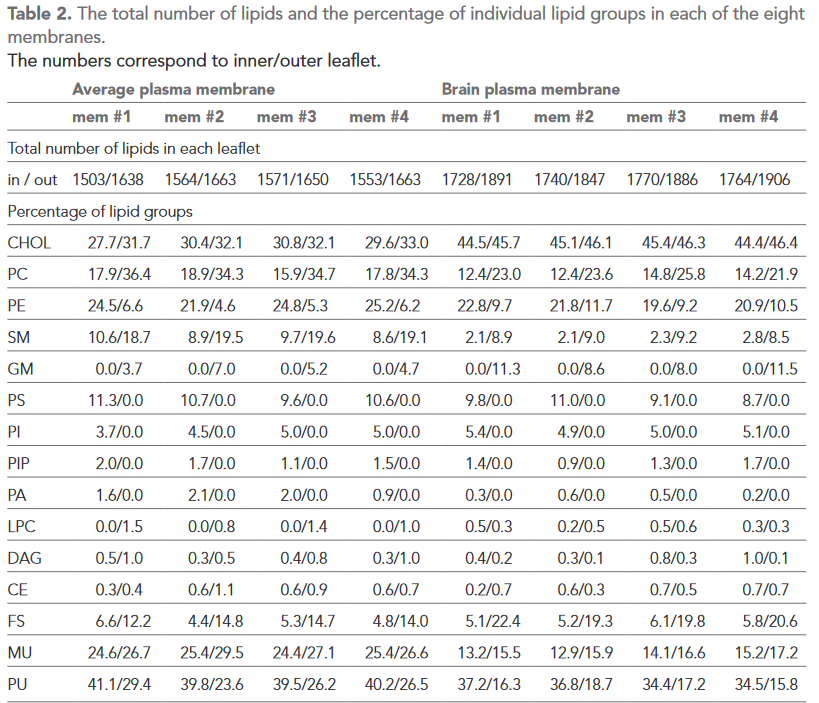 Table 2. The total number of lipids and the percentage of individual lipid groups in each of the eight
membranes.
The numbers correspond to inner/outer leaflet.
Average plasma membrane Brain plasma membrane
mem #1 mem #2 mem #3 mem #4 mem #1 mem #2 mem #3 mem #4
Total number of lipids in each leaflet
in / out 1503/1638 1564/1663 1571/1650 1553/1663 1728/1891 1740/1847 1770/1886 1764/1906
Percentage of lipid groups
CHOL 27.7/31.7 30.4/32.1 30.8/32.1 29.6/33.0 44.5/45.7 45.1/46.1 45.4/46.3 44.4/46.4
PC 17.9/36.4 18.9/34.3 15.9/34.7 17.8/34.3 12.4/23.0 12.4/23.6 14.8/25.8 14.2/21.9
PE 24.5/6.6 21.9/4.6 24.8/5.3 25.2/6.2 22.8/9.7 21.8/11.7 19.6/9.2 20.9/10.5
SM 10.6/18.7 8.9/19.5 9.7/19.6 8.6/19.1 2.1/8.9 2.1/9.0 2.3/9.2 2.8/8.5
GM 0.0/3.7 0.0/7.0 0.0/5.2 0.0/4.7 0.0/11.3 0.0/8.6 0.0/8.0 0.0/11.5
PS 11.3/0.0 10.7/0.0 9.6/0.0 10.6/0.0 9.8/0.0 11.0/0.0 9.1/0.0 8.7/0.0
PI 3.7/0.0 4.5/0.0 5.0/0.0 5.0/0.0 5.4/0.0 4.9/0.0 5.0/0.0 5.1/0.0
PIP 2.0/0.0 1.7/0.0 1.1/0.0 1.5/0.0 1.4/0.0 0.9/0.0 1.3/0.0 1.7/0.0
PA 1.6/0.0 2.1/0.0 2.0/0.0 0.9/0.0 0.3/0.0 0.6/0.0 0.5/0.0 0.2/0.0
LPC 0.0/1.5 0.0/0.8 0.0/1.4 0.0/1.0 0.5/0.3 0.2/0.5 0.5/0.6 0.3/0.3
DAG 0.5/1.0 0.3/0.5 0.4/0.8 0.3/1.0 0.4/0.2 0.3/0.1 0.8/0.3 1.0/0.1
CE 0.3/0.4 0.6/1.1 0.6/0.9 0.6/0.7 0.2/0.7 0.6/0.3 0.7/0.5 0.7/0.7
FS 6.6/12.2 4.4/14.8 5.3/14.7 4.8/14.0 5.1/22.4 5.2/19.3 6.1/19.8 5.8/20.6
MU 24.6/26.7 25.4/29.5 24.4/27.1 25.4/26.6 13.2/15.5 12.9/15.9 14.1/16.6 15.2/17.2
PU 41.1/29.4 39.8/23.6 39.5/26.2 40.2/26.5 37.2/16.3 36.8/18.7 34.4/17.2 34.5/15.8